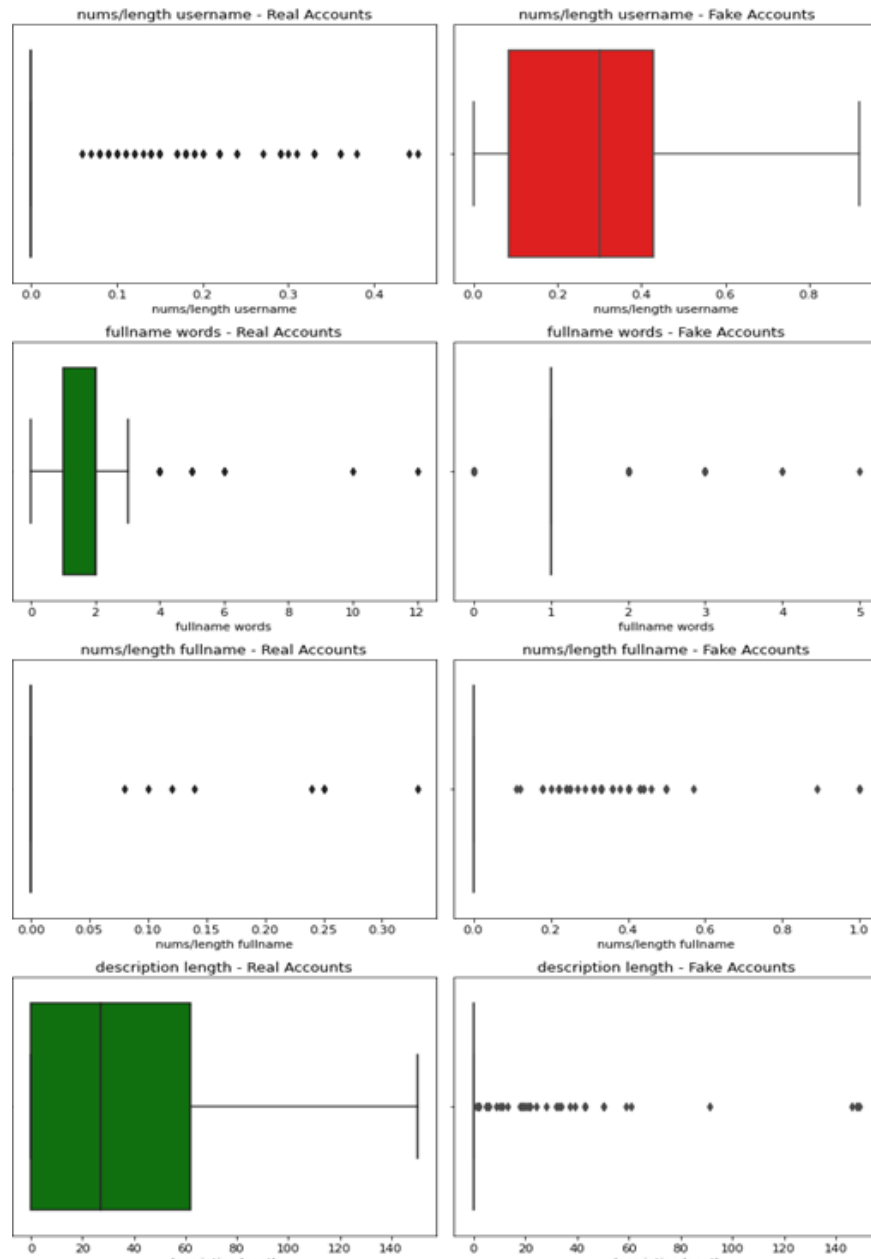 nums/length username - Real Accounts
nums/length username - Fake Accounts
0.0 0.1 0.2 0.3 0.4
0.0 0.2 0.4 0.6 0.8
nums/length username
nums/length username
fullname words - Real Accounts
fullname words - Fake Accounts
0 2 4 6 8 10 12
0 1 2 3 4 5
fullname words
fullname words
nums/length fullname - Real Accounts
nums/length fullname - Fake Accounts
0.00 0.05 0.10 0.15 0.20 0.25 0.30
0.0 0.2 0.4 0.6 0.8 1.0
nums/length fullname
nums/length fullname
description length - Real Accounts
description length - Fake Accounts
0 20 40 60 80 100 120 140
0 20 40 60 80 100 120 140